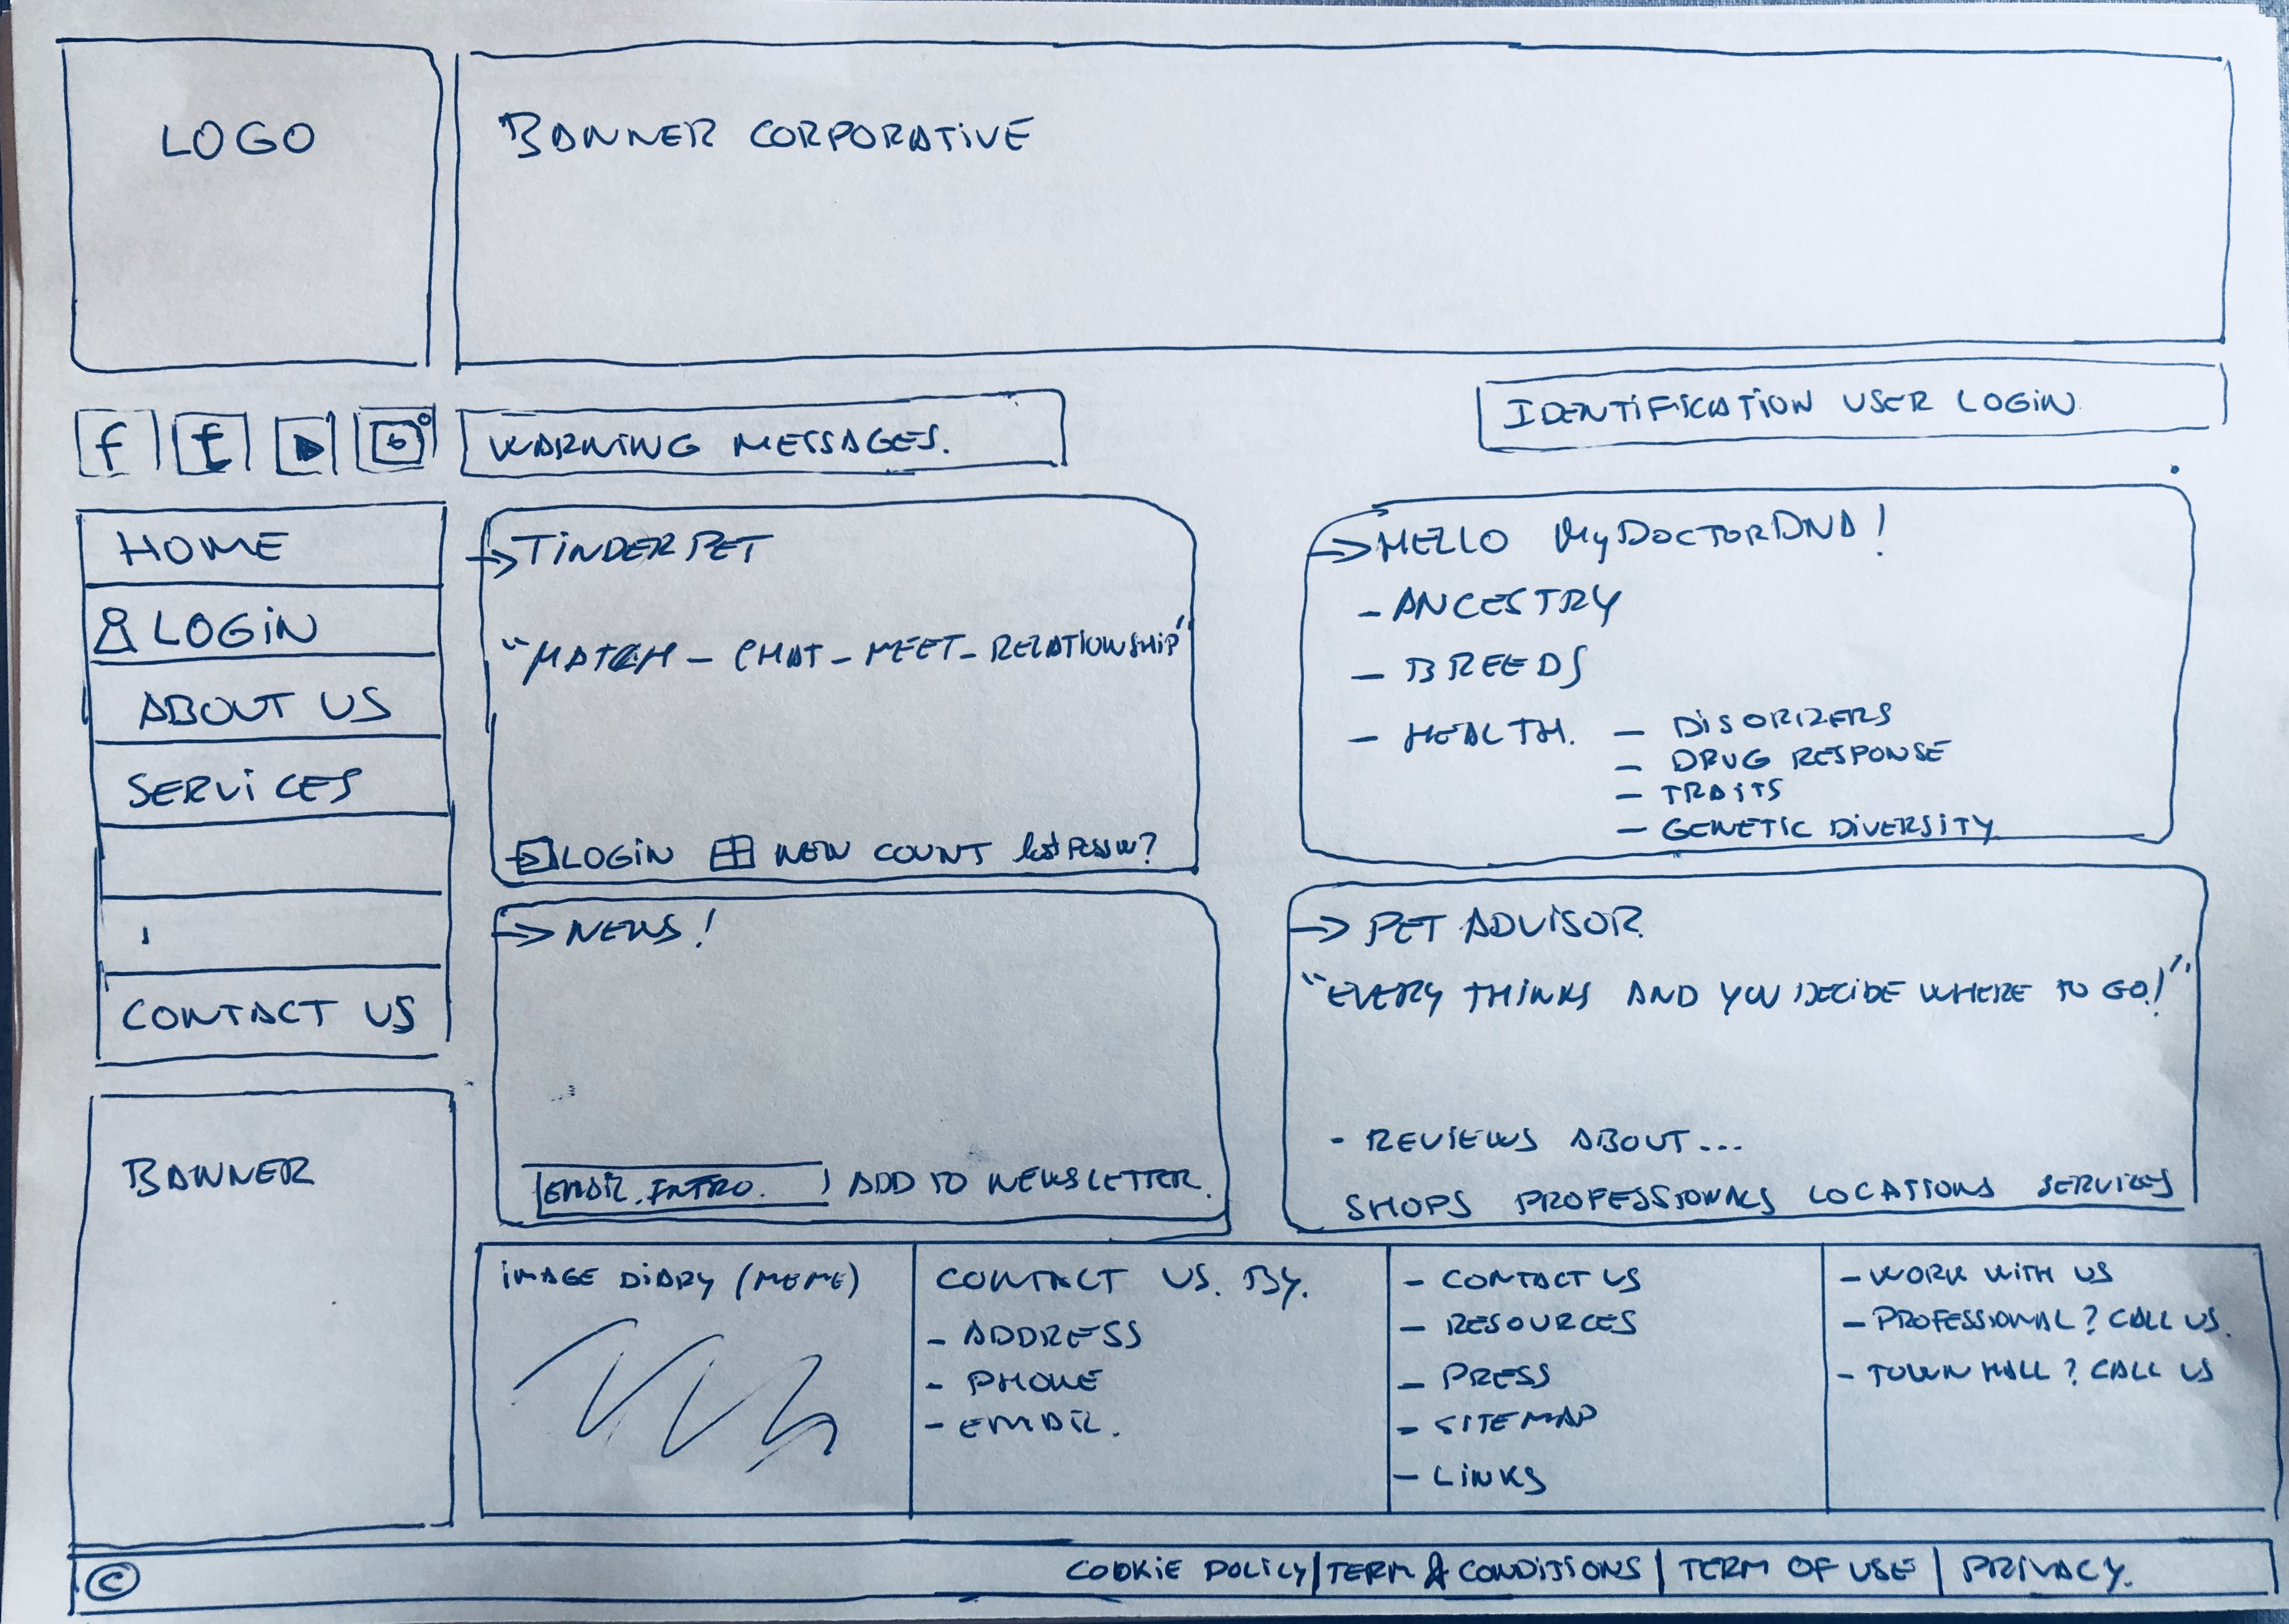 LOGO
BANNER CORPORATIVE
f t
WARNING MESSAGES.
IDENTIFICATION USER LOGIN
HOME
LOGIN
ABOUT US
SERVICES
CONTACT US
BANNER
→ TINDER PET
"MATCH – CHAT – MEET – RELATIONSHIP"
LOGIN NEW COUNT lost PASSW?
→ HELLO MyDOCTORDNA!
- ANCESTRY
- BREEDS
- HEALTH. - DISORDERS
- DRUG RESPONSE
- TRAITS
- GENETIC DIVERSITY
→ NEWS!
EMAIL INTRO. ADD TO NEWSLETTER.
→ PET ADVISOR
"EVERY THINKS AND YOU DECIDE WHERE TO GO!"
- REVIEWS ABOUT...
SHOPS PROFESSIONALS LOCATIONS SERVICES
IMAGE DIARY (MEME)
CONTACT US. BY.
- ADDRESS
- PHONE
- EMAIL.
- CONTACT US
- RESOURCES
- PRESS
- SITEMAP
- LINKS
- WORK WITH US
- PROFESSIONAL? CALL US.
- TOWN HALL? CALL US
© COOKIE POLICY | TERM & CONDITIONS | TERM OF USE | PRIVACY.